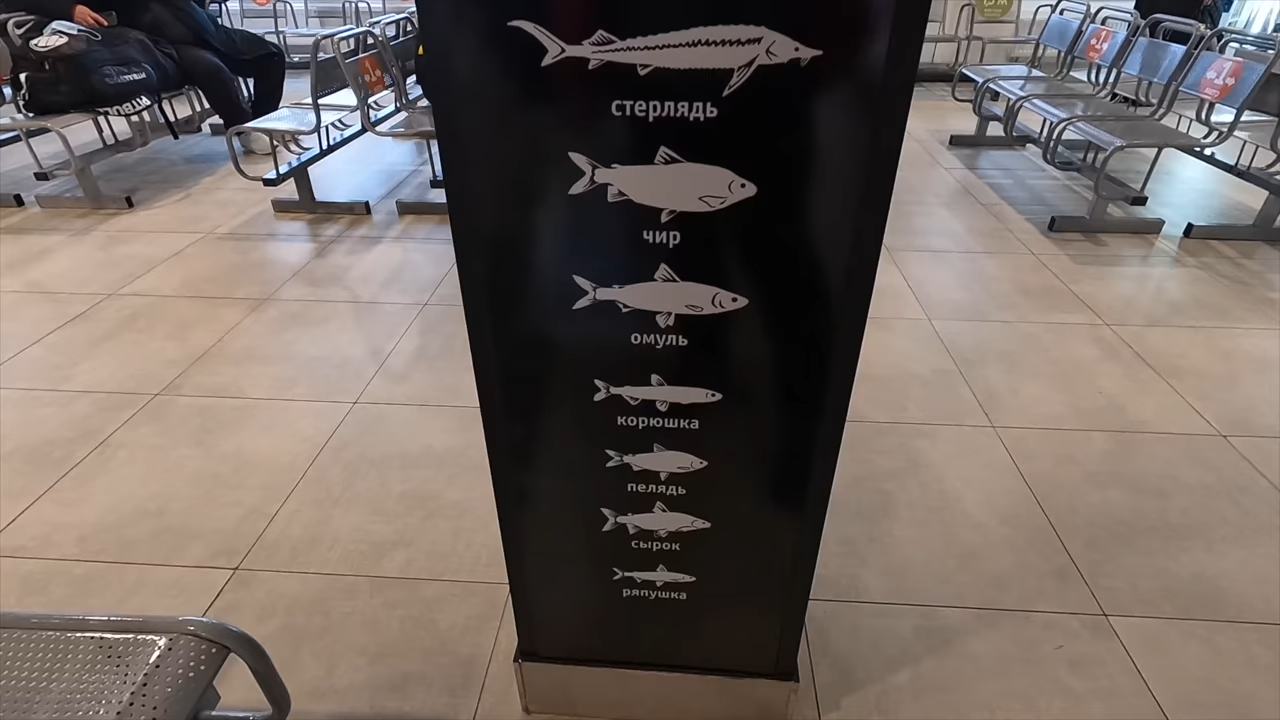 стерлядь
чир
омуль
корюшка
пелядь
сырок
ряпушка